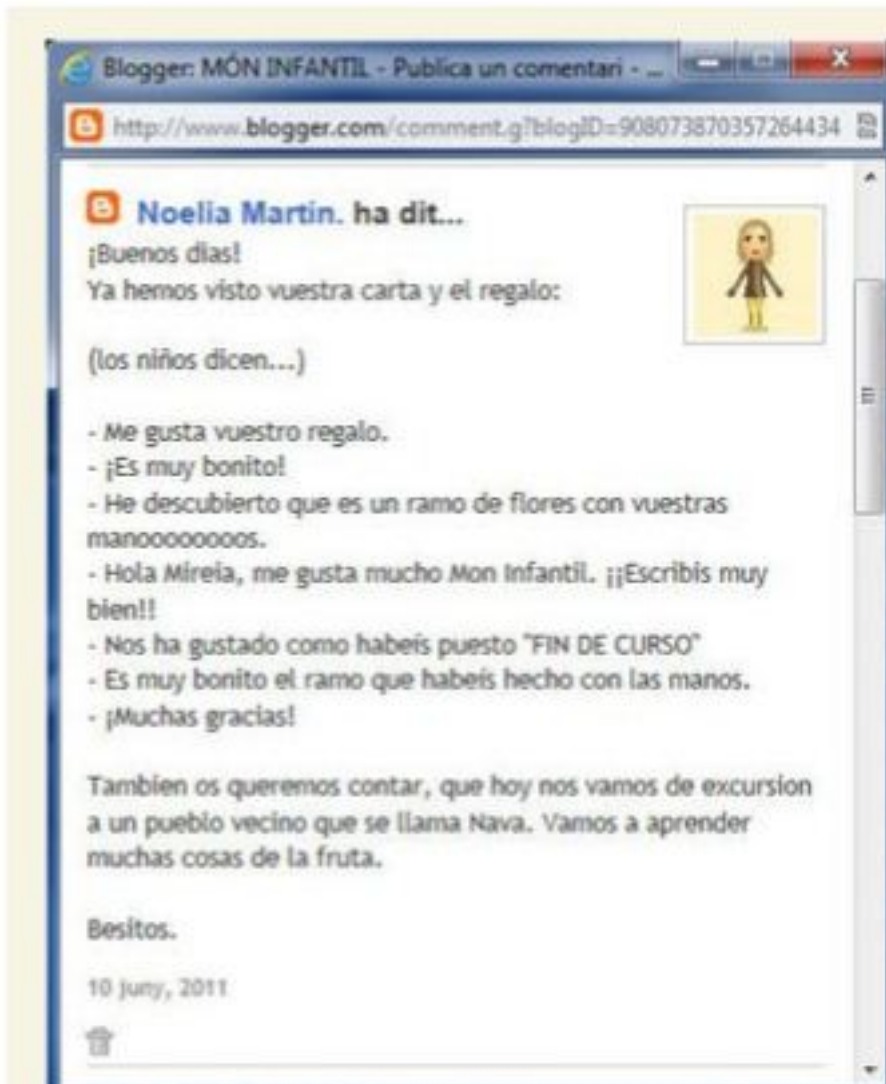 Blogger: MÓN INFANTIL - Publica un comentari - ...
http://www.blogger.com/comment.g?blogID=908073870357264434
Noelia Martin. ha dit...
¡Buenos dias!
Ya hemos visto vuestra carta y el regalo:
(los niños dicen...)
- Me gusta vuestro regalo.
- ¡Es muy bonito!
- He descubierto que es un ramo de flores con vuestras
manooooooooos.
- Hola Mireia, me gusta mucho Mon Infantil. ¡¡Escribis muy
bien!!
- Nos ha gustado como habeis puesto "FIN DE CURSO"
- Es muy bonito el ramo que habeis hecho con las manos.
- ¡Muchas gracias!
Tambien os queremos contar, que hoy nos vamos de excursion
a un pueblo vecino que se llama Nava. Vamos a aprender
muchas cosas de la fruta.
Besitos.
10 juny, 2011